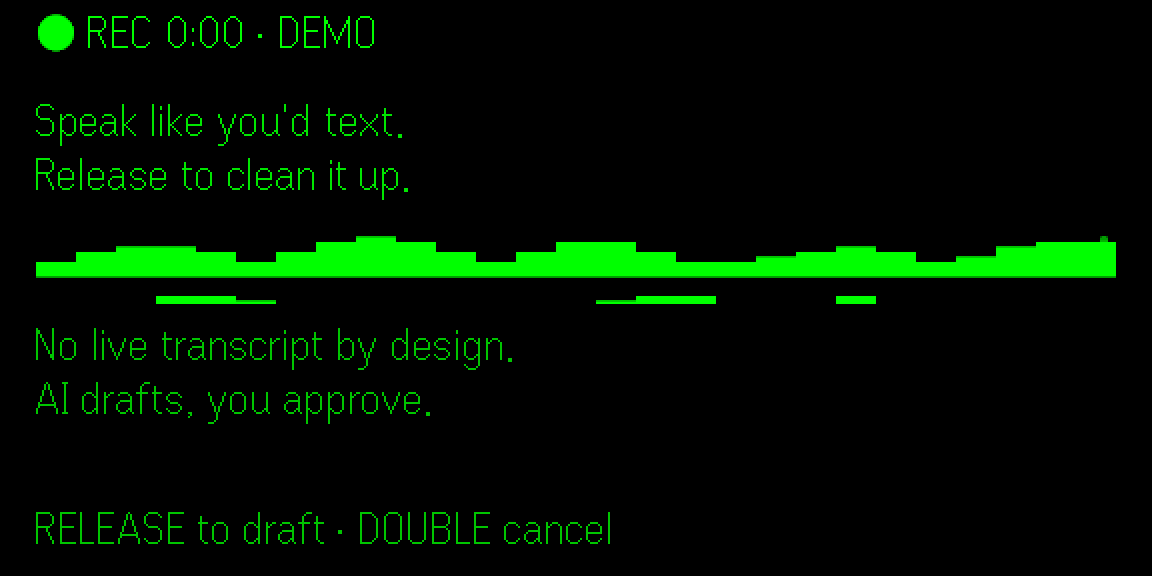 REC 0:00 · DEMO
Speak like you'd text.
Release to clean it up.
No live transcript by design.
AI drafts, you approve.
RELEASE to draft · DOUBLE cancel